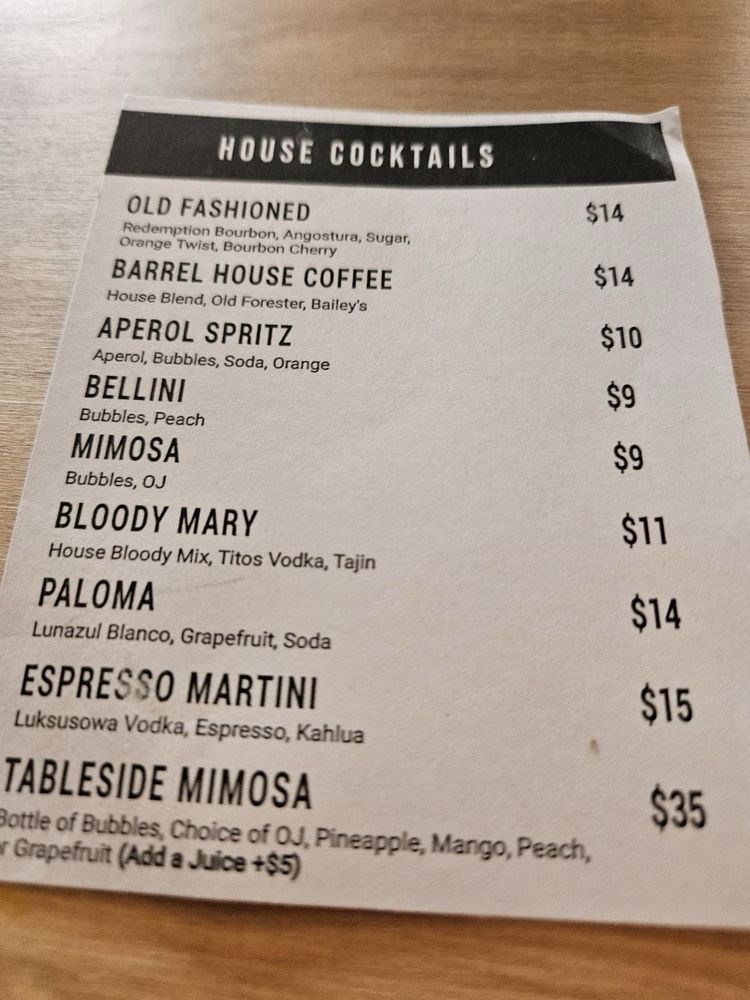 HOUSE COCKTAILS
OLD FASHIONED $14
Redemption Bourbon, Angostura, Sugar,
Orange Twist, Bourbon Cherry
BARREL HOUSE COFFEE $14
House Blend, Old Forester, Bailey's
APEROL SPRITZ $10
Aperol, Bubbles, Soda, Orange
BELLINI $9
Bubbles, Peach
MIMOSA $9
Bubbles, OJ
BLOODY MARY $11
House Bloody Mix, Titos Vodka, Tajin
PALOMA $14
Lunazul Blanco, Grapefruit, Soda
ESPRESSO MARTINI $15
Luksusowa Vodka, Espresso, Kahlua
TABLESIDE MIMOSA $35
Bottle of Bubbles, Choice of OJ, Pineapple, Mango, Peach,
r Grapefruit (Add a Juice +$5)